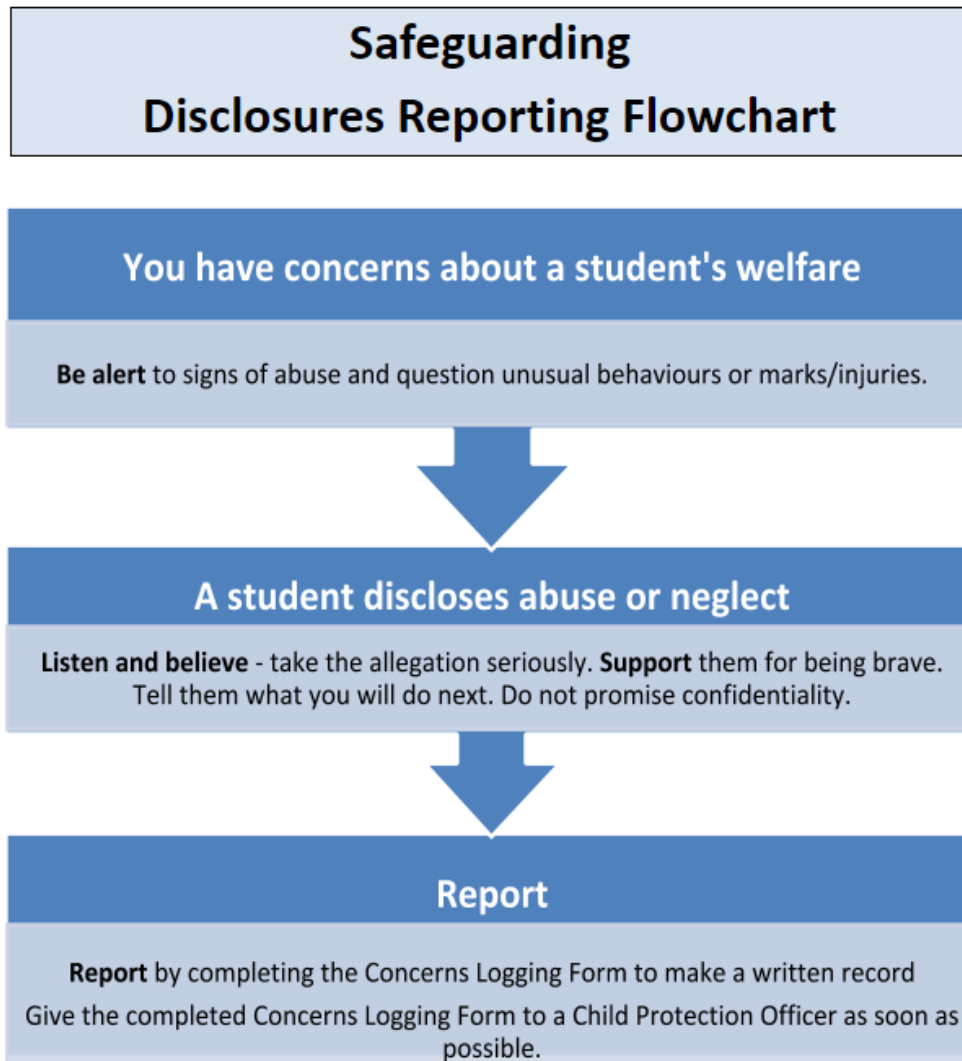 Safeguarding
Disclosures Reporting Flowchart
You have concerns about a student's welfare
Be alert to signs of abuse and question unusual behaviours or marks/injuries.
A student discloses abuse or neglect
Listen and believe - take the allegation seriously. Support them for being brave.
Tell them what you will do next. Do not promise confidentiality.
Report
Report by completing the Concerns Logging Form to make a written record
Give the completed Concerns Logging Form to a Child Protection Officer as soon as
possible.